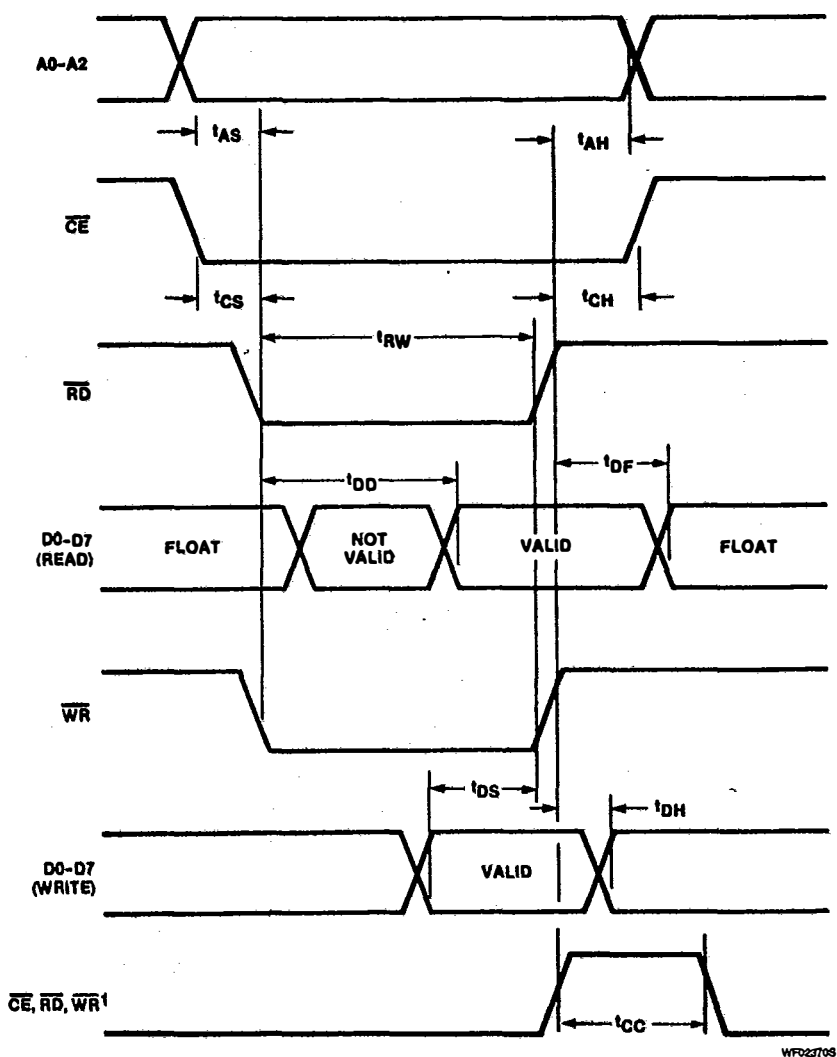 A0-A2
tAS
tAH
CE
tCS
tCH
tRW
RD
tDD
tDF
D0-D7
(READ)
FLOAT
NOT
VALID
VALID
FLOAT
WR
tDS
tDH
D0-D7
(WRITE)
VALID
CE, RD, WR1
tCC
WF02370S